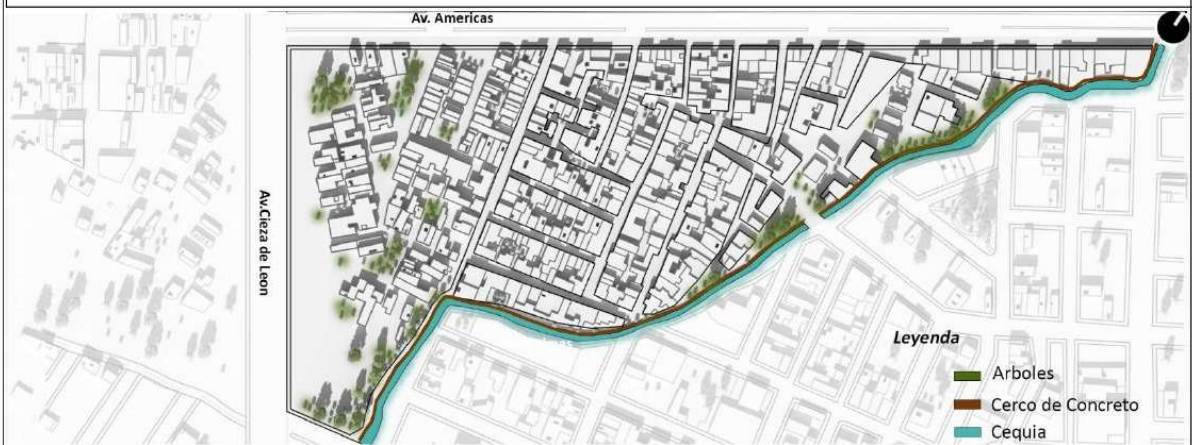 Av. Americas
Av.Cieza de Leon
Leyenda
Arboles
Cerco de Concreto
Cequia